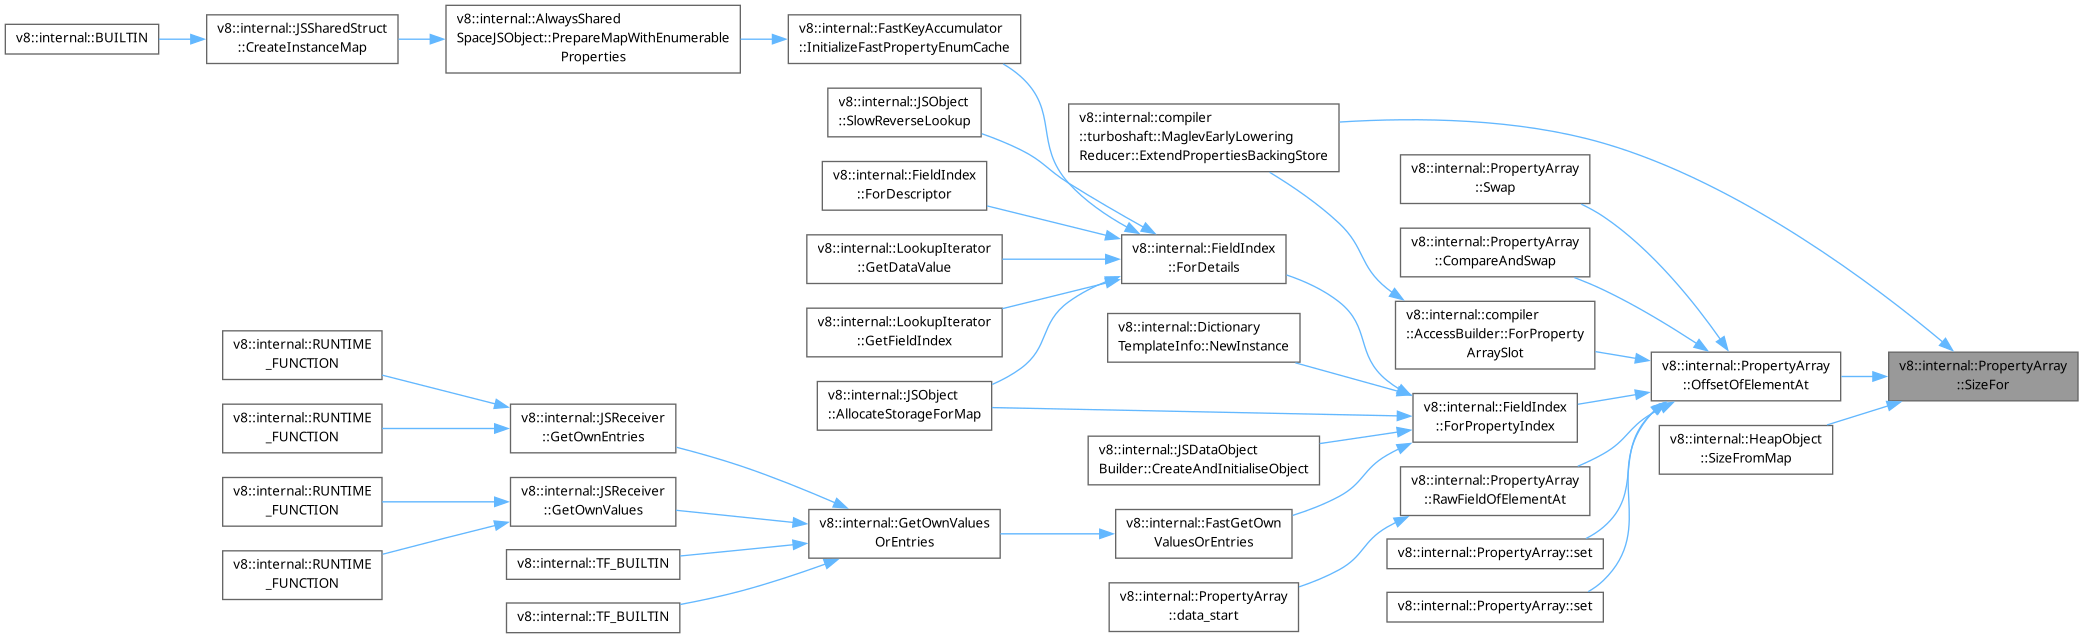 v8::internal::BUILTIN
v8::internal::JSSharedStruct
::CreateInstanceMap
v8::internal::AlwaysShared
SpaceJSObject::PrepareMapWithEnumerable
Properties
v8::internal::FastKeyAccumulator
::InitializeFastPropertyEnumCache
v8::internal::JSObject
::SlowReverseLookup
v8::internal::FieldIndex
::ForDescriptor
v8::internal::LookupIterator
::GetDataValue
v8::internal::LookupIterator
::GetFieldIndex
v8::internal::JSObject
::AllocateStorageForMap
v8::internal::compiler
::turboshaft::MaglevEarlyLowering
Reducer::ExtendPropertiesBackingStore
v8::internal::FieldIndex
::ForDetails
v8::internal::Dictionary
TemplateInfo::NewInstance
v8::internal::JSDataObject
Builder::CreateAndInitialiseObject
v8::internal::FastGetOwn
ValuesOrEntries
v8::internal::PropertyArray
::data_start
v8::internal::PropertyArray
::Swap
v8::internal::PropertyArray
::CompareAndSwap
v8::internal::compiler
::AccessBuilder::ForProperty
ArraySlot
v8::internal::FieldIndex
::ForPropertyIndex
v8::internal::PropertyArray
::RawFieldOfElementAt
v8::internal::PropertyArray::set
v8::internal::PropertyArray::set
v8::internal::PropertyArray
::OffsetOfElementAt
v8::internal::HeapObject
::SizeFromMap
v8::internal::PropertyArray
::SizeFor
v8::internal::RUNTIME
_FUNCTION
v8::internal::RUNTIME
_FUNCTION
v8::internal::RUNTIME
_FUNCTION
v8::internal::RUNTIME
_FUNCTION
v8::internal::JSReceiver
::GetOwnEntries
v8::internal::JSReceiver
::GetOwnValues
v8::internal::TF_BUILTIN
v8::internal::TF_BUILTIN
v8::internal::GetOwnValues
OrEntries